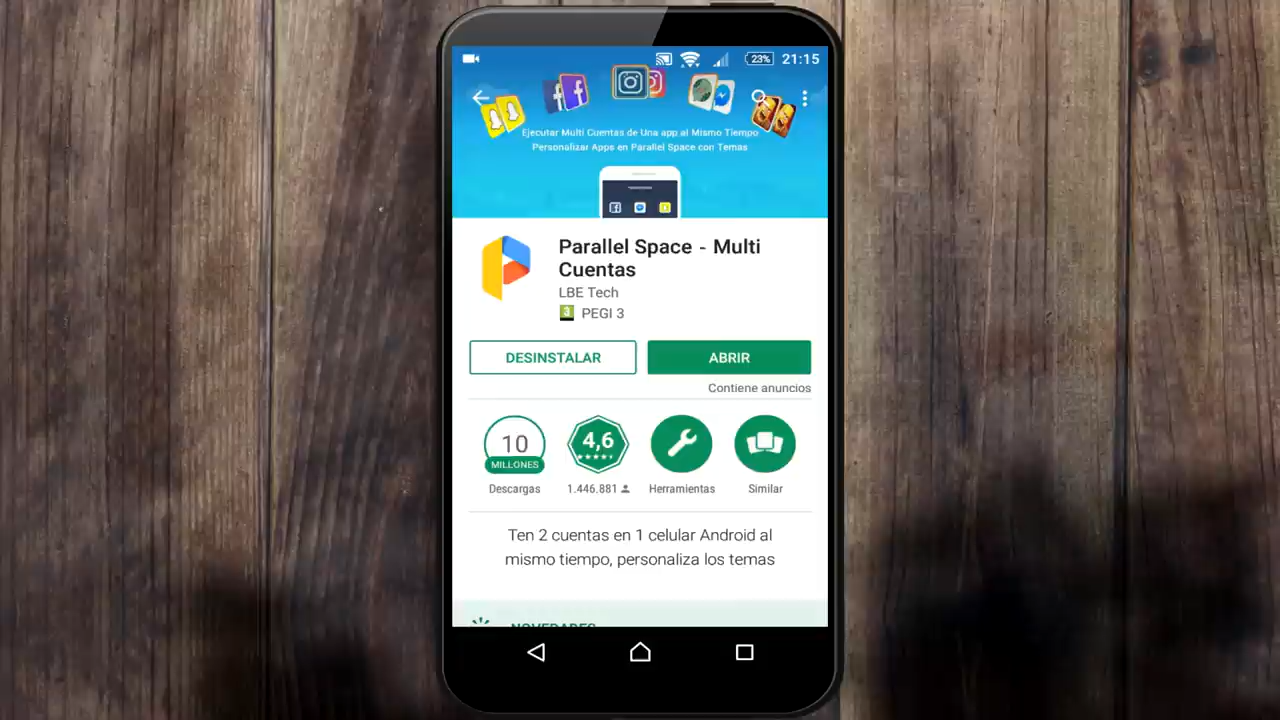 23% 21:15
Ejecutar Multi Cuentas de Una app al Mismo Tiempo
Personalizar Apps en Parallel Space con Temas
Parallel Space - Multi
Cuentas
LBE Tech
3 PEGI 3
DESINSTALAR ABRIR
Contiene anuncios
10 4,6
MILLONES
Descargas 1.446.881 Herramientas Similar
Ten 2 cuentas en 1 celular Android al
mismo tiempo, personaliza los temas
NOVEDADES